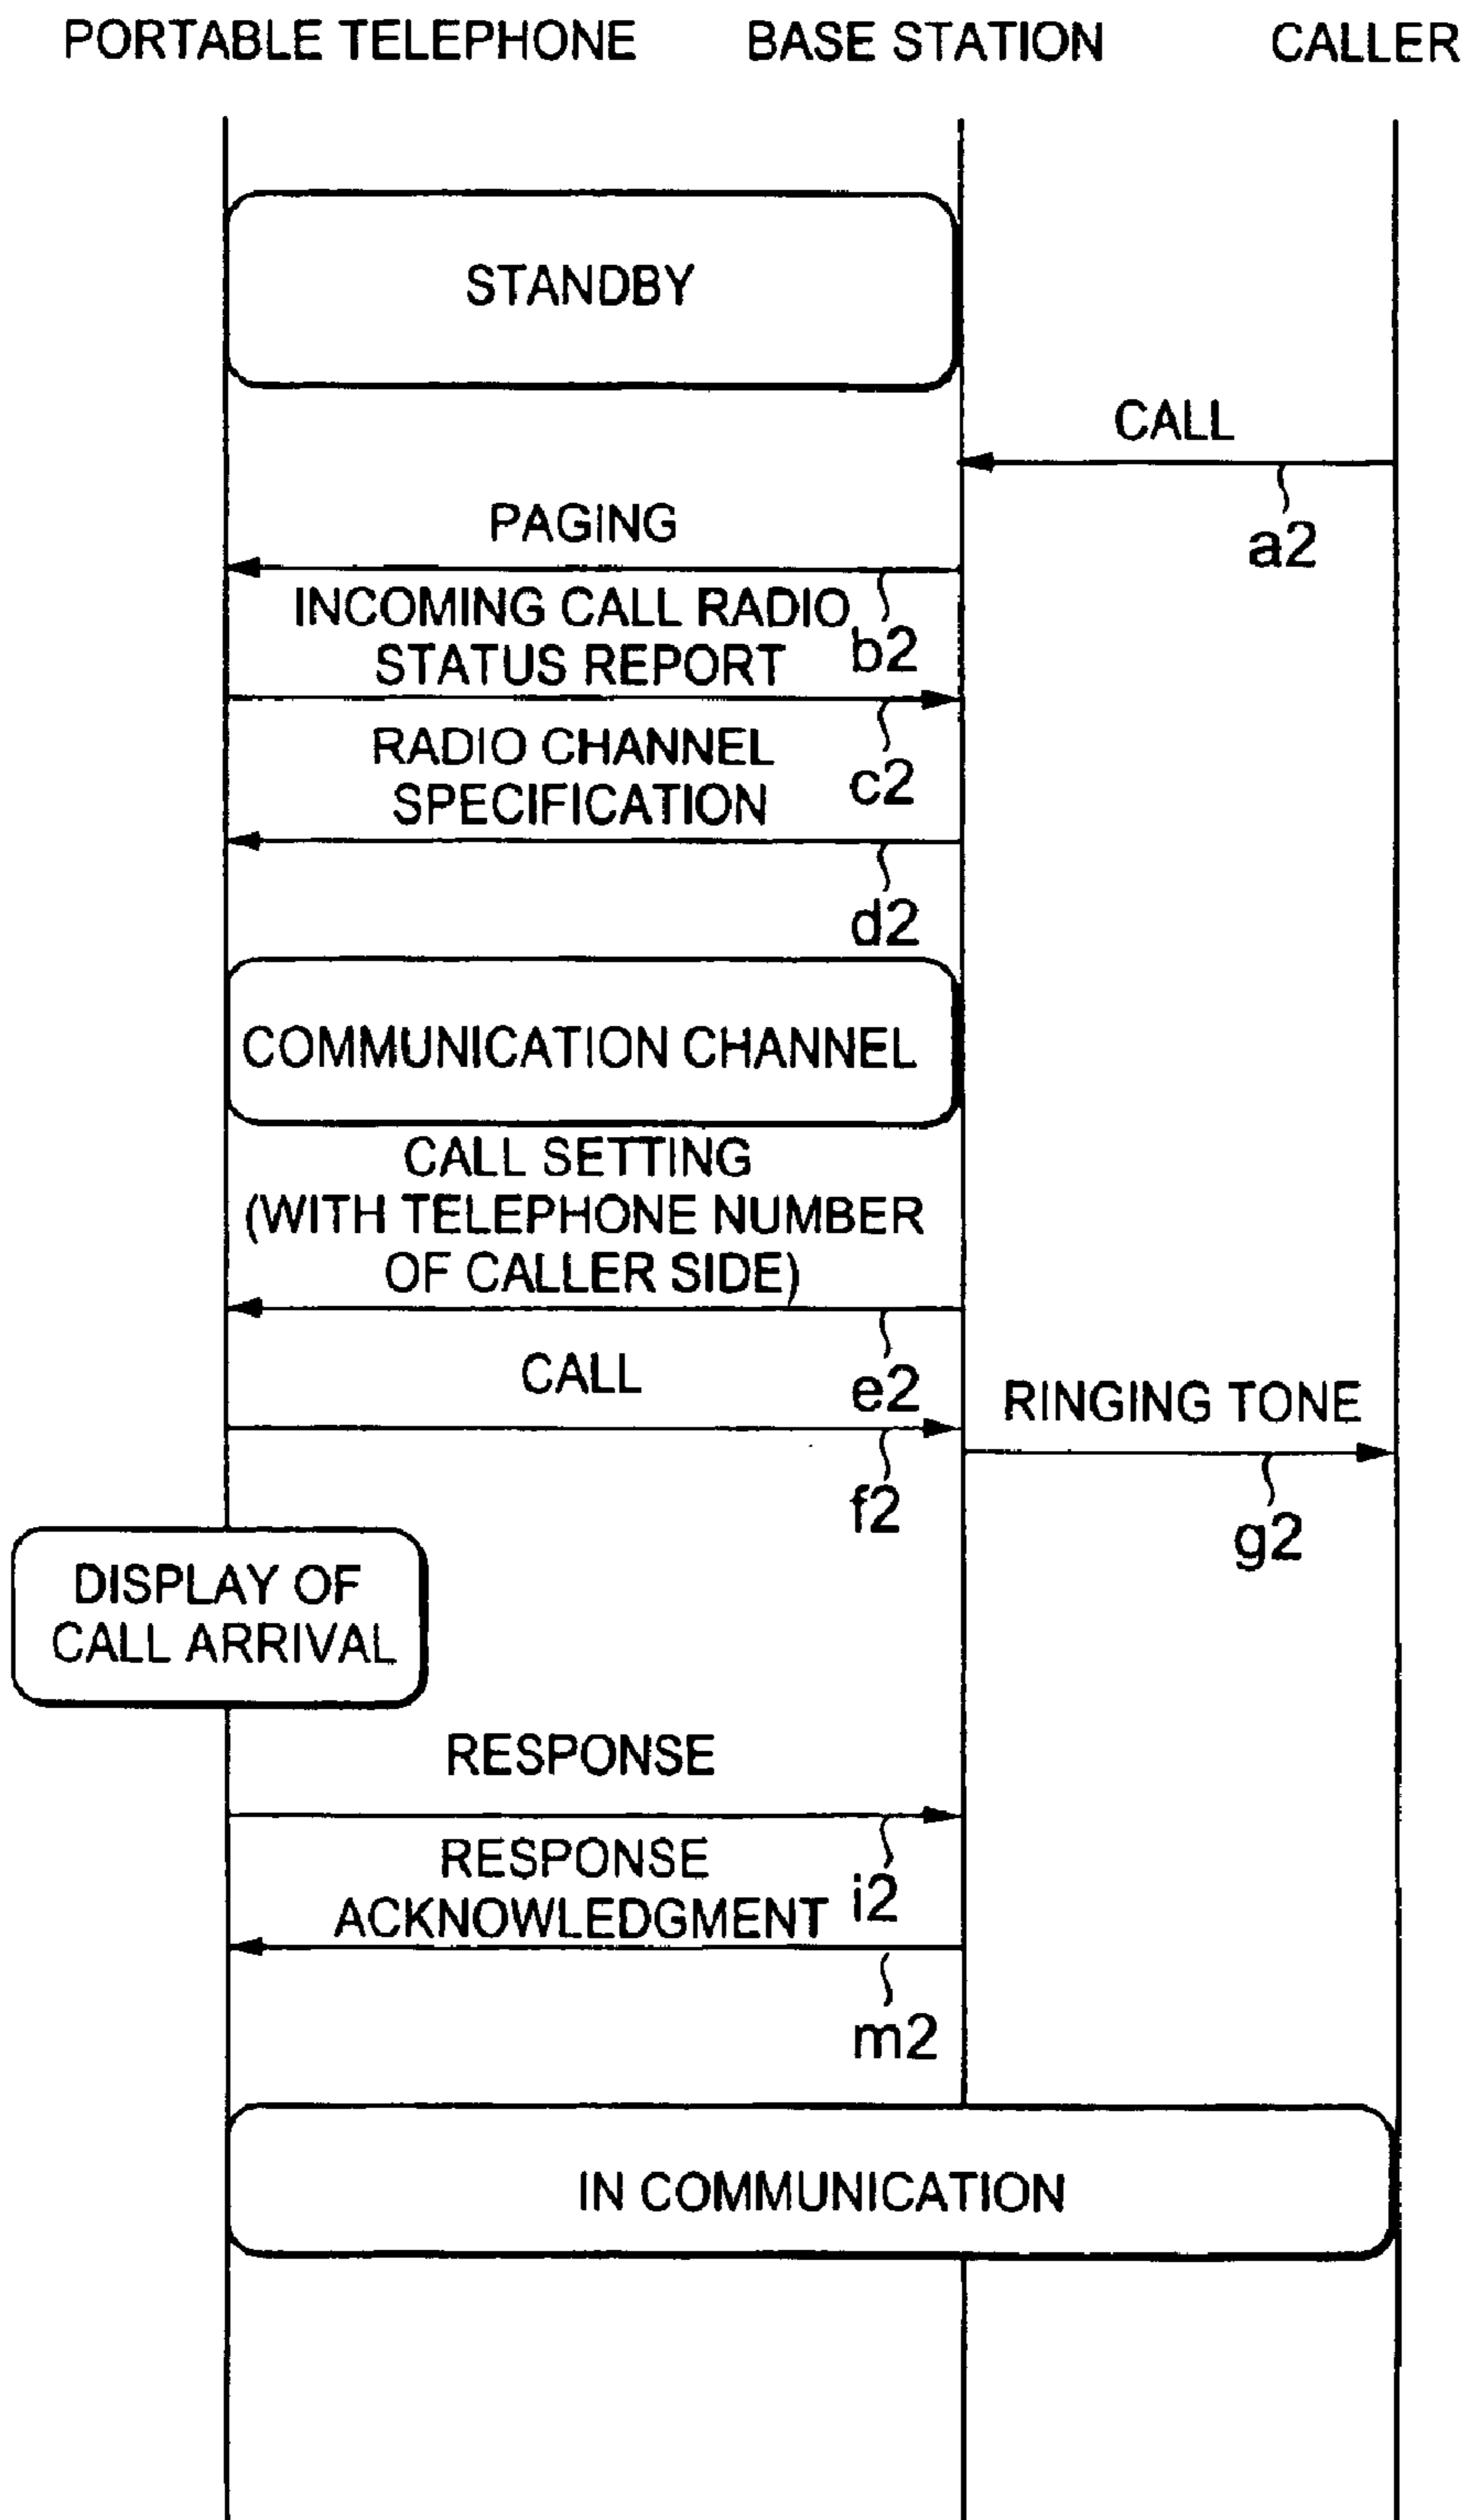 PORTABLE TELEPHONE BASE STATION CALLER
STANDBY
CALL
a2
PAGING
b2
INCOMING CALL RADIO
STATUS REPORT
c2
RADIO CHANNEL
SPECIFICATION
d2
COMMUNICATION CHANNEL
CALL SETTING
(WITH TELEPHONE NUMBER
OF CALLER SIDE)
e2
CALL
f2
RINGING TONE
g2
DISPLAY OF
CALL ARRIVAL
RESPONSE
i2
RESPONSE
ACKNOWLEDGMENT
m2
IN COMMUNICATION